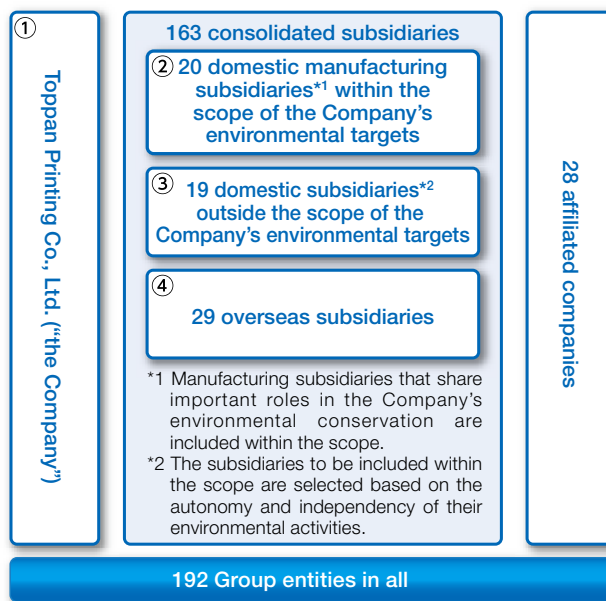 ①
Toppan Printing Co., Ltd. (“the Company”)
163 consolidated subsidiaries
② 20 domestic manufacturing
subsidiaries*1 within the
scope of the Company’s
environmental targets
③ 19 domestic subsidiaries*2
outside the scope of the
Company’s environmental targets
④
29 overseas subsidiaries
*1 Manufacturing subsidiaries that share
important roles in the Company’s
environmental conservation are
included within the scope.
*2 The subsidiaries to be included within
the scope are selected based on the
autonomy and independency of their
environmental activities.
28 affiliated companies
192 Group entities in all